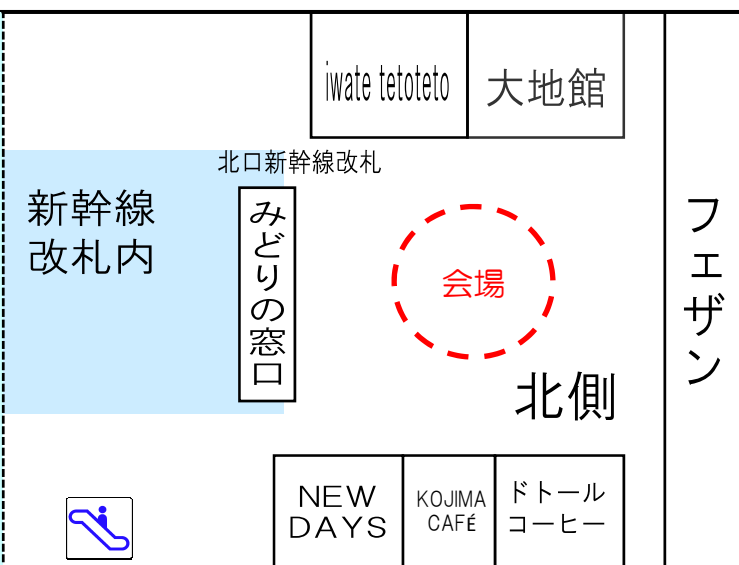 iwate tetoteto
大地館
北口新幹線改札
新幹線
改札内
みどりの窓口
会場
フェザン
北側
NEW
DAYS
KOJIMA
CAFÉ
ドトール
コーヒー